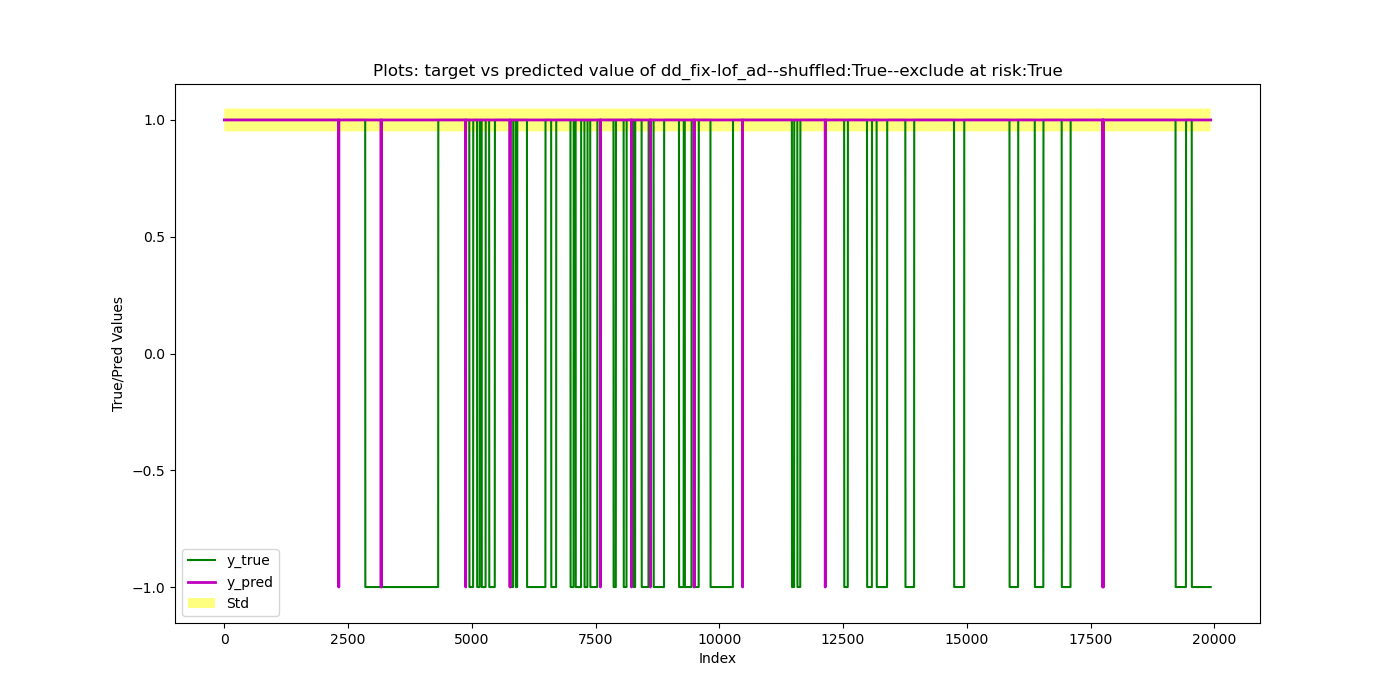 Plots: target vs predicted value of dd_fix-lof_ad--shuffled:True--exclude at risk:True
1.0
0.5
0.0
−0.5
−1.0
True/Pred Values
y_true
y_pred
Std
0 2500 5000 7500 10000 12500 15000 17500 20000
Index